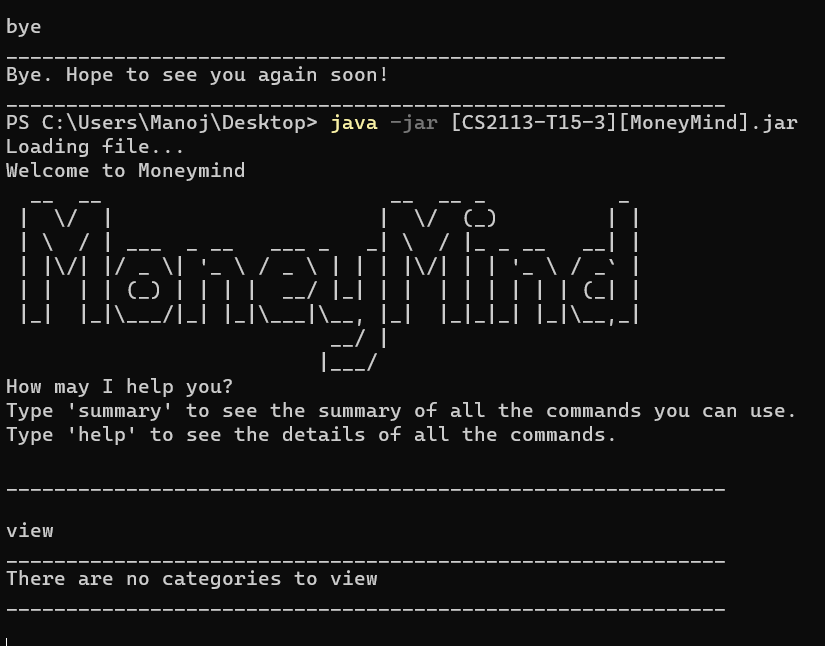 bye
____________________________________________________________
Bye. Hope to see you again soon!
____________________________________________________________
PS C:\Users\Manoj\Desktop> java -jar [CS2113-T15-3][MoneyMind].jar
Loading file...
Welcome to Moneymind
MoneyMind
How may I help you?
Type 'summary' to see the summary of all the commands you can use.
Type 'help' to see the details of all the commands.
____________________________________________________________
view
____________________________________________________________
There are no categories to view
____________________________________________________________